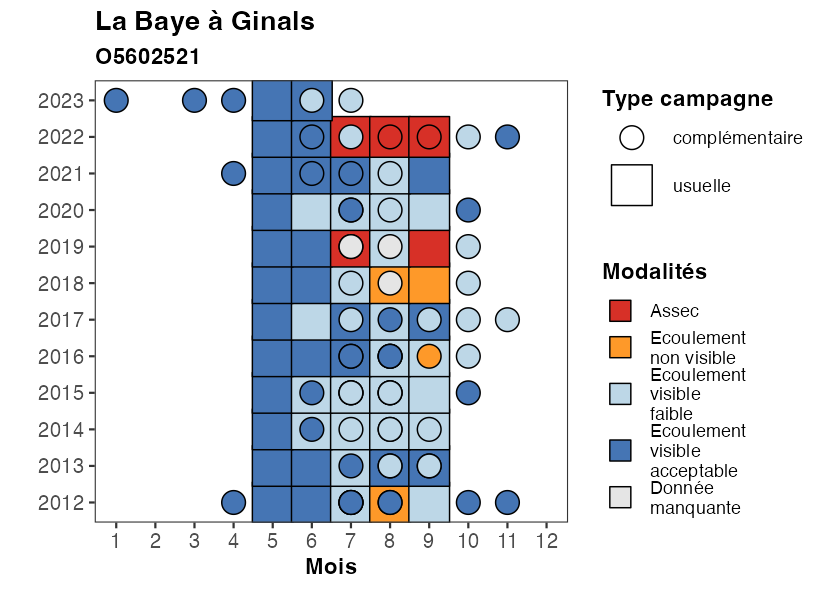 La Baye à Ginals
O5602521
2023
2022
2021
2020
2019
2018
2017
2016
2015
2014
2013
2012
1 2 3 4 5 6 7 8 9 10 11 12
Mois
Type campagne
complémentaire
usuelle
Modalités
Assec
Ecoulement
non visible
Ecoulement
visible
faible
Ecoulement
visible
acceptable
Donnée
manquante